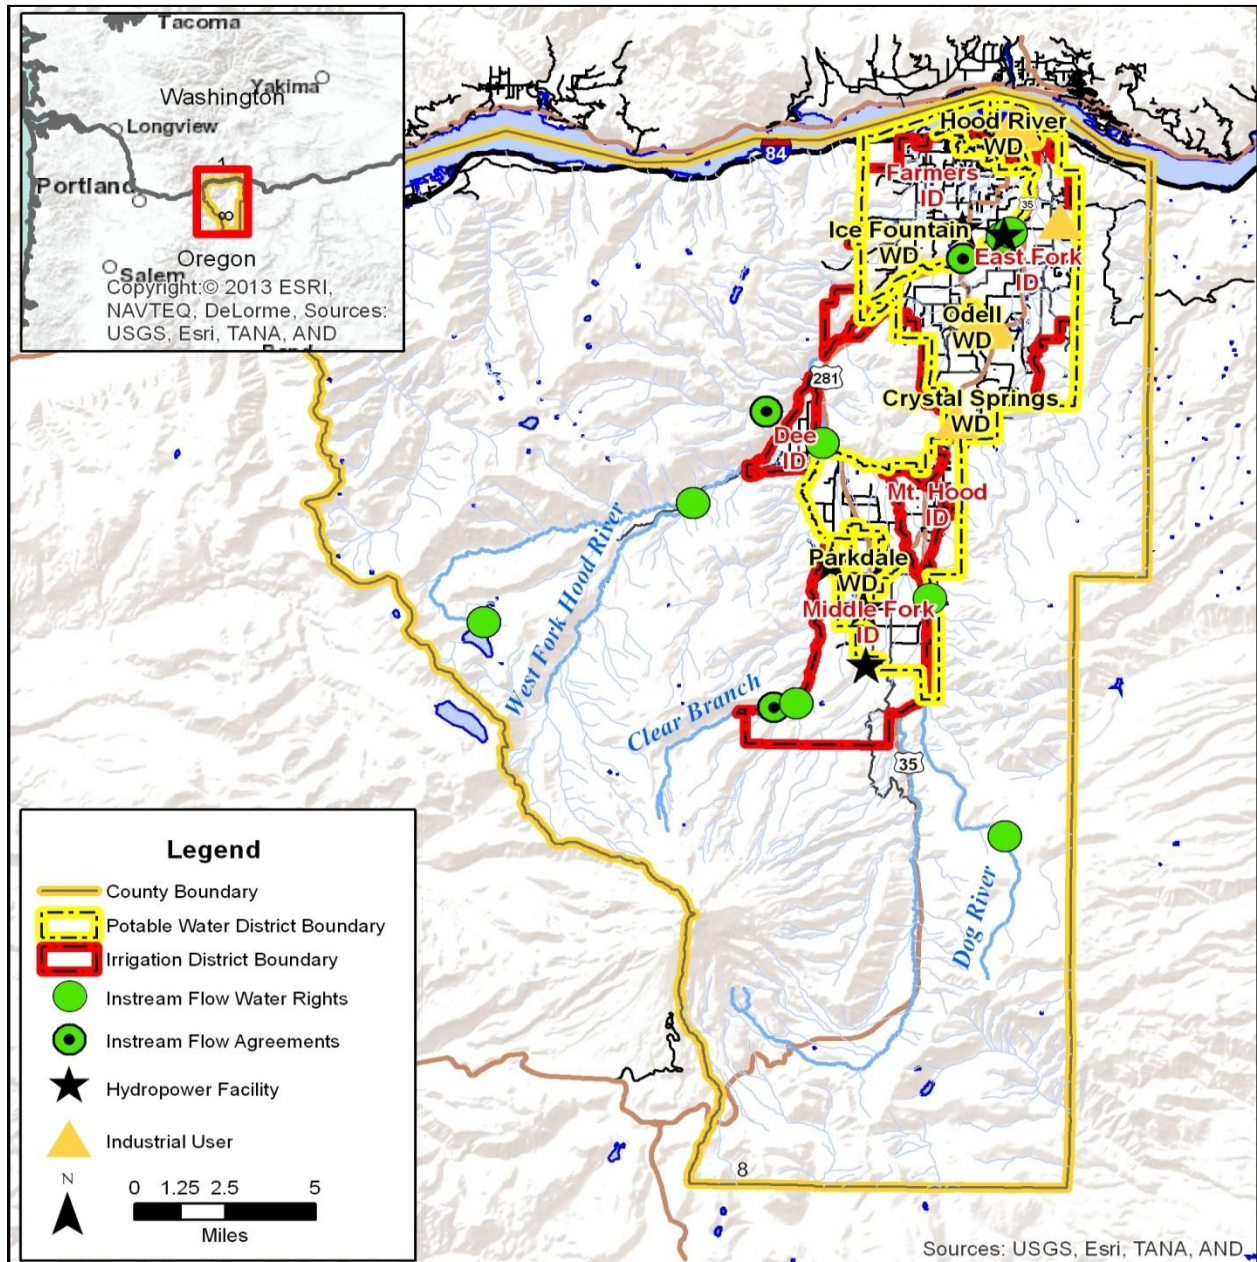 Tacoma
Yakima
Washington
Longview
1
Portland
Oregon
Salem
Copyright:© 2013 ESRI,
NAVTEQ, DeLorme, Sources:
USGS, Esri, TANA, AND
Bend
84
Hood River
WD
Farmers
ID
35
Ice Fountain
WD
East Fork
ID
Odell
WD
281
Crystal Springs
WD
Dee
ID
Mt. Hood
ID
Parkdale
WD
Middle Fork
ID
West Fork Hood River
Clear Branch
35
Dog River
8
Legend
County Boundary
Potable Water District Boundary
Irrigation District Boundary
Instream Flow Water Rights
Instream Flow Agreements
Hydropower Facility
Industrial User
N
0 1.25 2.5 5
Miles
Sources: USGS, Esri, TANA, AND